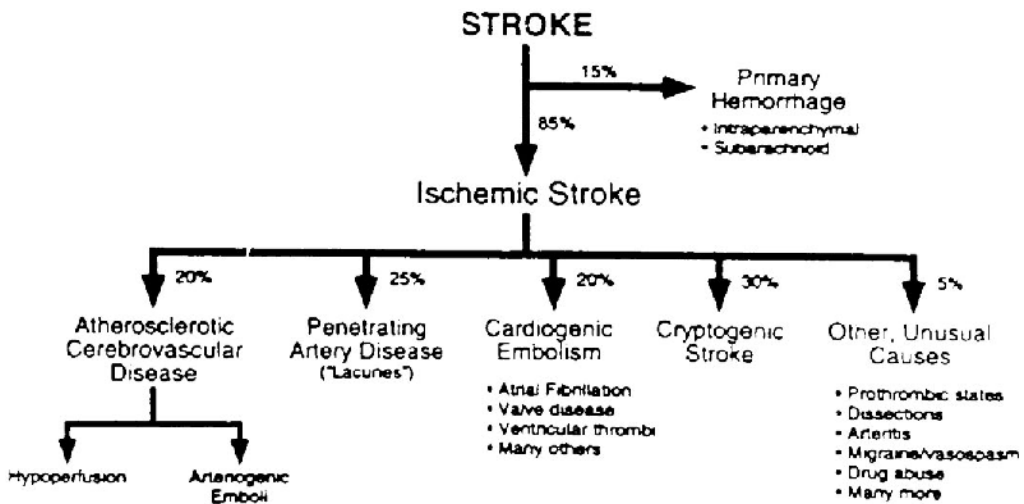 STROKE
15%
Primary
Hemorrhage
• Intraparenchymal
• Subarachnoid
85%
Ischemic Stroke
20%
25%
20%
30%
5%
Atherosclerotic
Cerebrovascular
Disease
Penetrating
Artery Disease
("Lacunes")
Cardiogenic
Embolism
• Atrial Fibrillation
• Valve disease
• Ventricular thrombi
• Many others
Cryptogenic
Stroke
Other, Unusual
Causes
• Prothrombic states
• Dissections
• Arteritis
• Migraine/vasospasm
• Drug abuse
• Many more
Hypoperfusion
Arteriogenic
Emboli